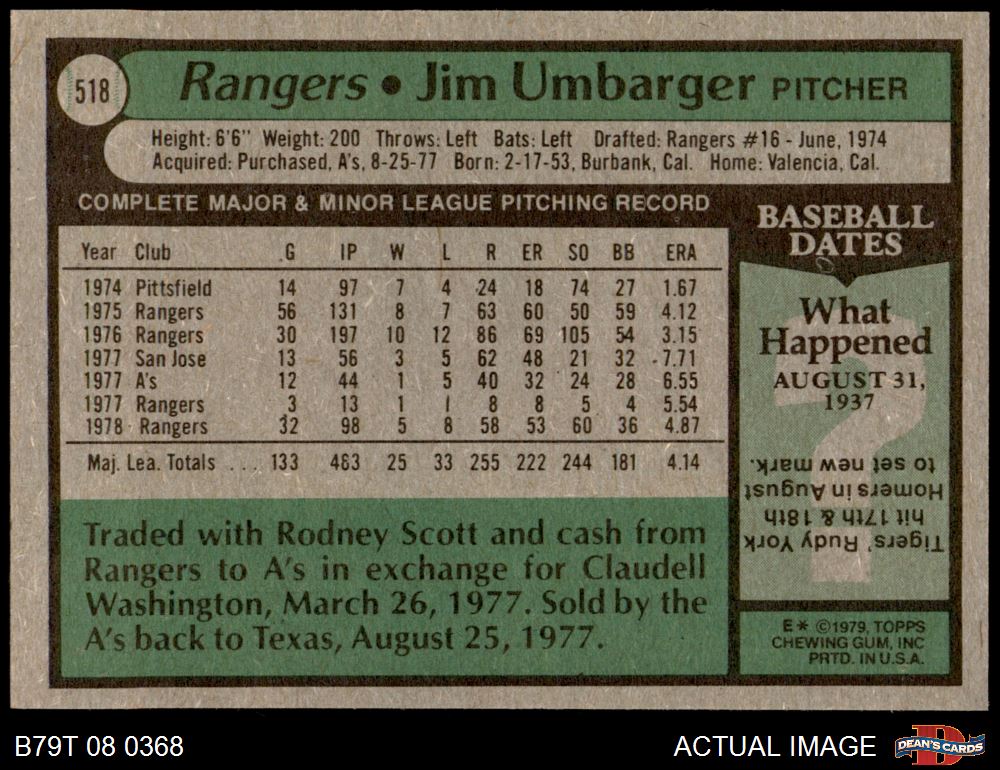 518
Rangers • Jim Umbarger PITCHER
Height: 6'6" Weight: 200 Throws: Left Bats: Left Drafted: Rangers #16 - June, 1974
Acquired: Purchased, A's, 8-25-77 Born: 2-17-53, Burbank, Cal. Home: Valencia, Cal.
COMPLETE MAJOR & MINOR LEAGUE PITCHING RECORD
Year Club G IP W L R ER SO BB ERA
1974 Pittsfield 14 97 7 4 24 18 74 27 1.67
1975 Rangers 56 131 8 7 63 60 50 59 4.12
1976 Rangers 30 197 10 12 86 69 105 54 3.15
1977 San Jose 13 56 3 5 62 48 21 32 7.71
1977 A's 12 44 1 5 40 32 24 28 6.55
1977 Rangers 3 13 1 1 8 8 5 4 5.54
1978 Rangers 32 98 5 8 58 53 60 36 4.87
Maj. Lea. Totals ... 133 483 25 33 255 222 244 181 4.14
Traded with Rodney Scott and cash from
Rangers to A's in exchange for Claudell
Washington, March 26, 1977. Sold by the
A's back to Texas, August 25, 1977.
BASEBALL
DATES
What
Happened
AUGUST 31,
1937
?
Tigers' Rudy York
hit 17th & 18th
Homers in August
to set new mark.
E* ©1979, TOPPS
CHEWING GUM, INC
PRTD. IN U.S.A.
B79T 08 0368
ACTUAL IMAGE
D
DEAN'S CARDS